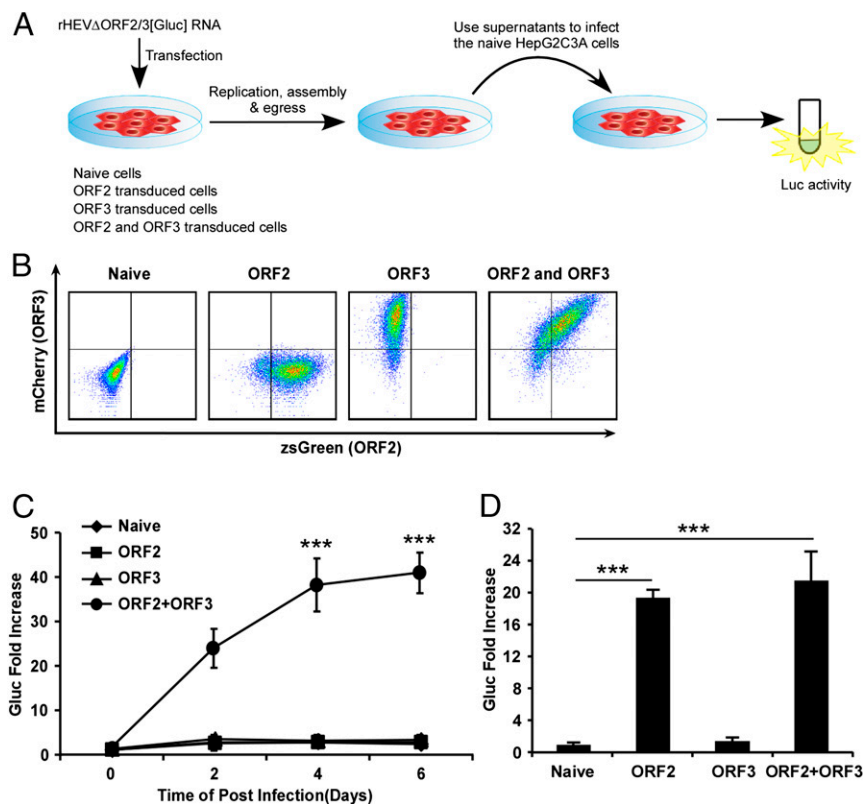 A
rHEVΔORF2/3[Gluc] RNA
Transfection
Replication, assembly
& egress
Use supernatants to infect
the naive HepG2C3A cells
Luc activity
Naive cells
ORF2 transduced cells
ORF3 transduced cells
ORF2 and ORF3 transduced cells
B
Naive
ORF2
ORF3
ORF2 and ORF3
mCherry (ORF3)
zsGreen (ORF2)
C
Naive
ORF2
ORF3
ORF2+ORF3
Gluc Fold Increase
50
40
30
20
10
0
***
***
0
2
4
6
Time of Post Infection(Days)
D
Gluc Fold Increase
32
28
24
20
16
12
8
4
0
***
***
Naive
ORF2
ORF3
ORF2+ORF3